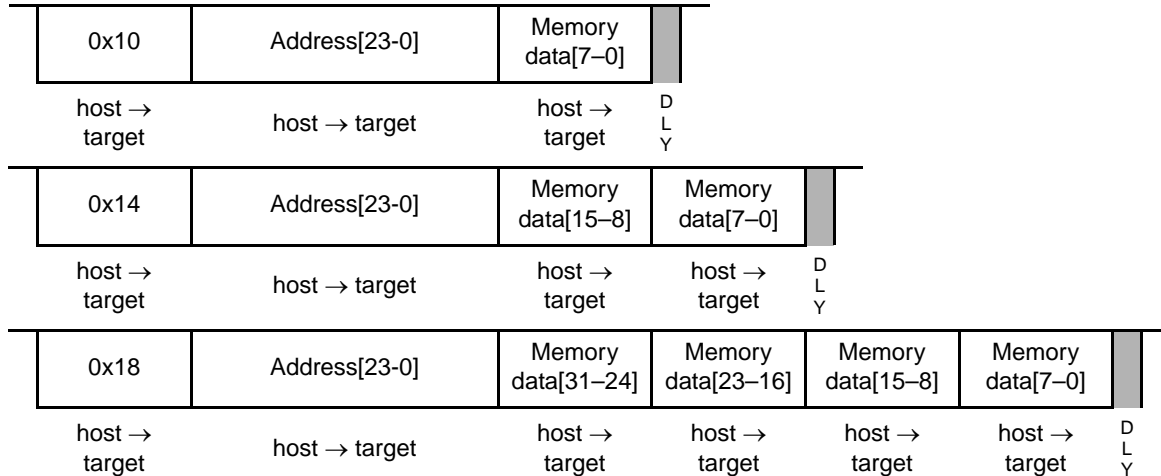 0x10 Address[23-0] Memory data[7–0]
host → target host → target host → target D L Y
0x14 Address[23-0] Memory data[15–8] Memory data[7–0]
host → target host → target host → target host → target D L Y
0x18 Address[23-0] Memory data[31–24] Memory data[23–16] Memory data[15–8] Memory data[7–0]
host → target host → target host → target host → target host → target host → target D L Y